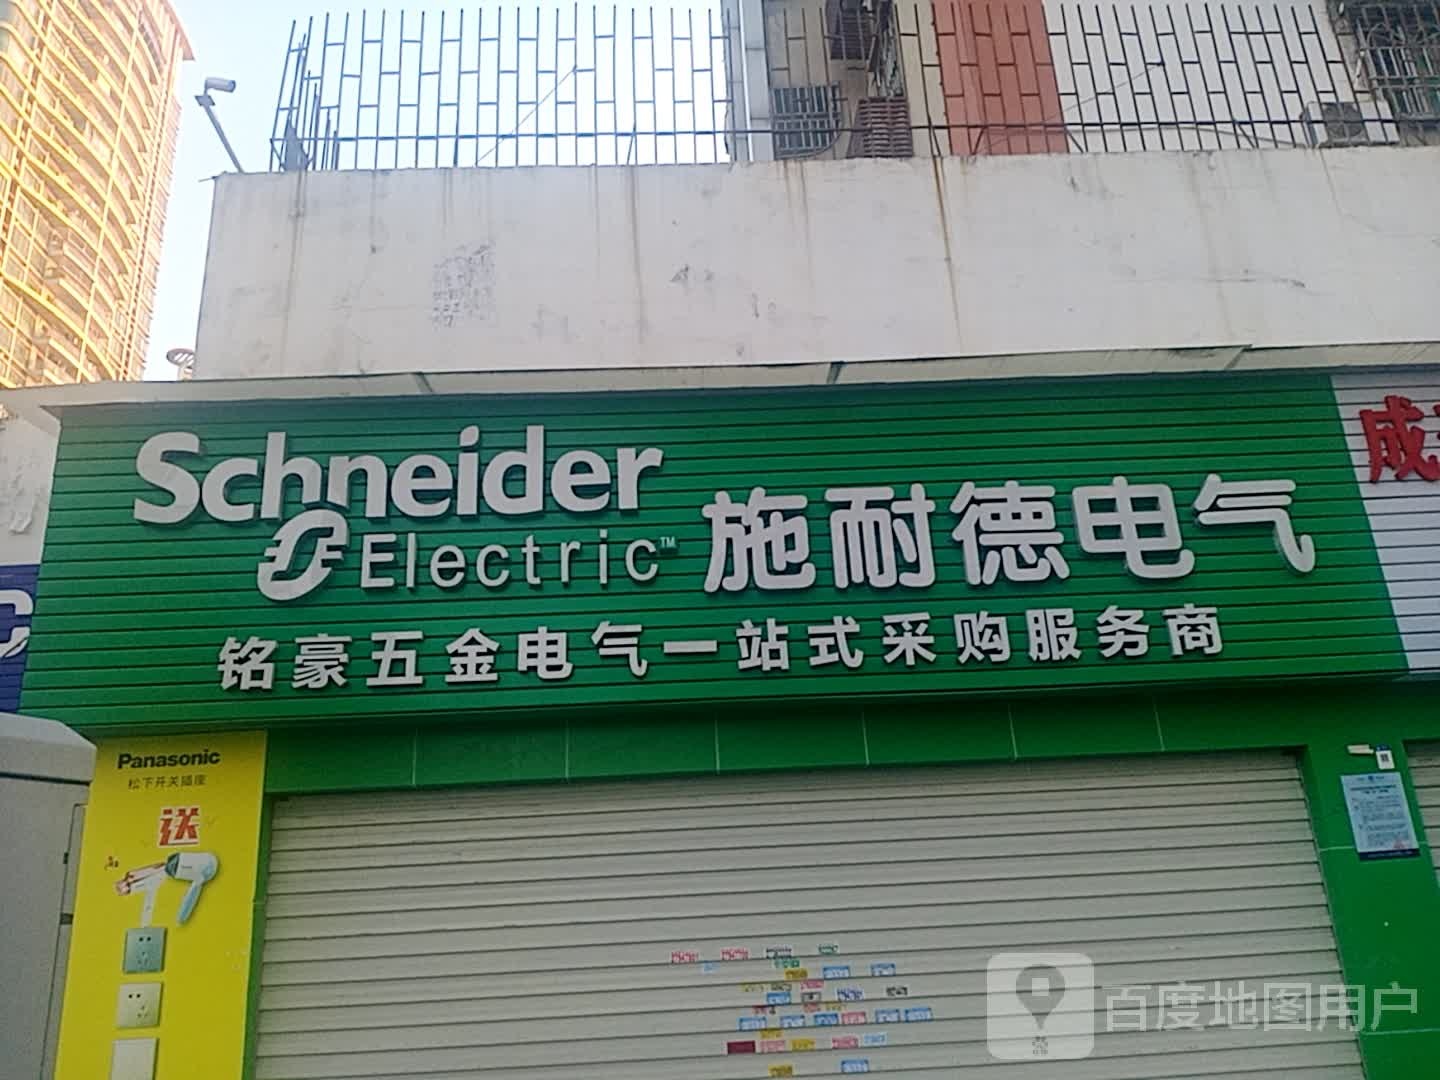 Schneider
Electric™ 施耐德电气
铭豪五金电气一站式采购服务商
成
Panasonic
松下开关插座
送
百度地图用户